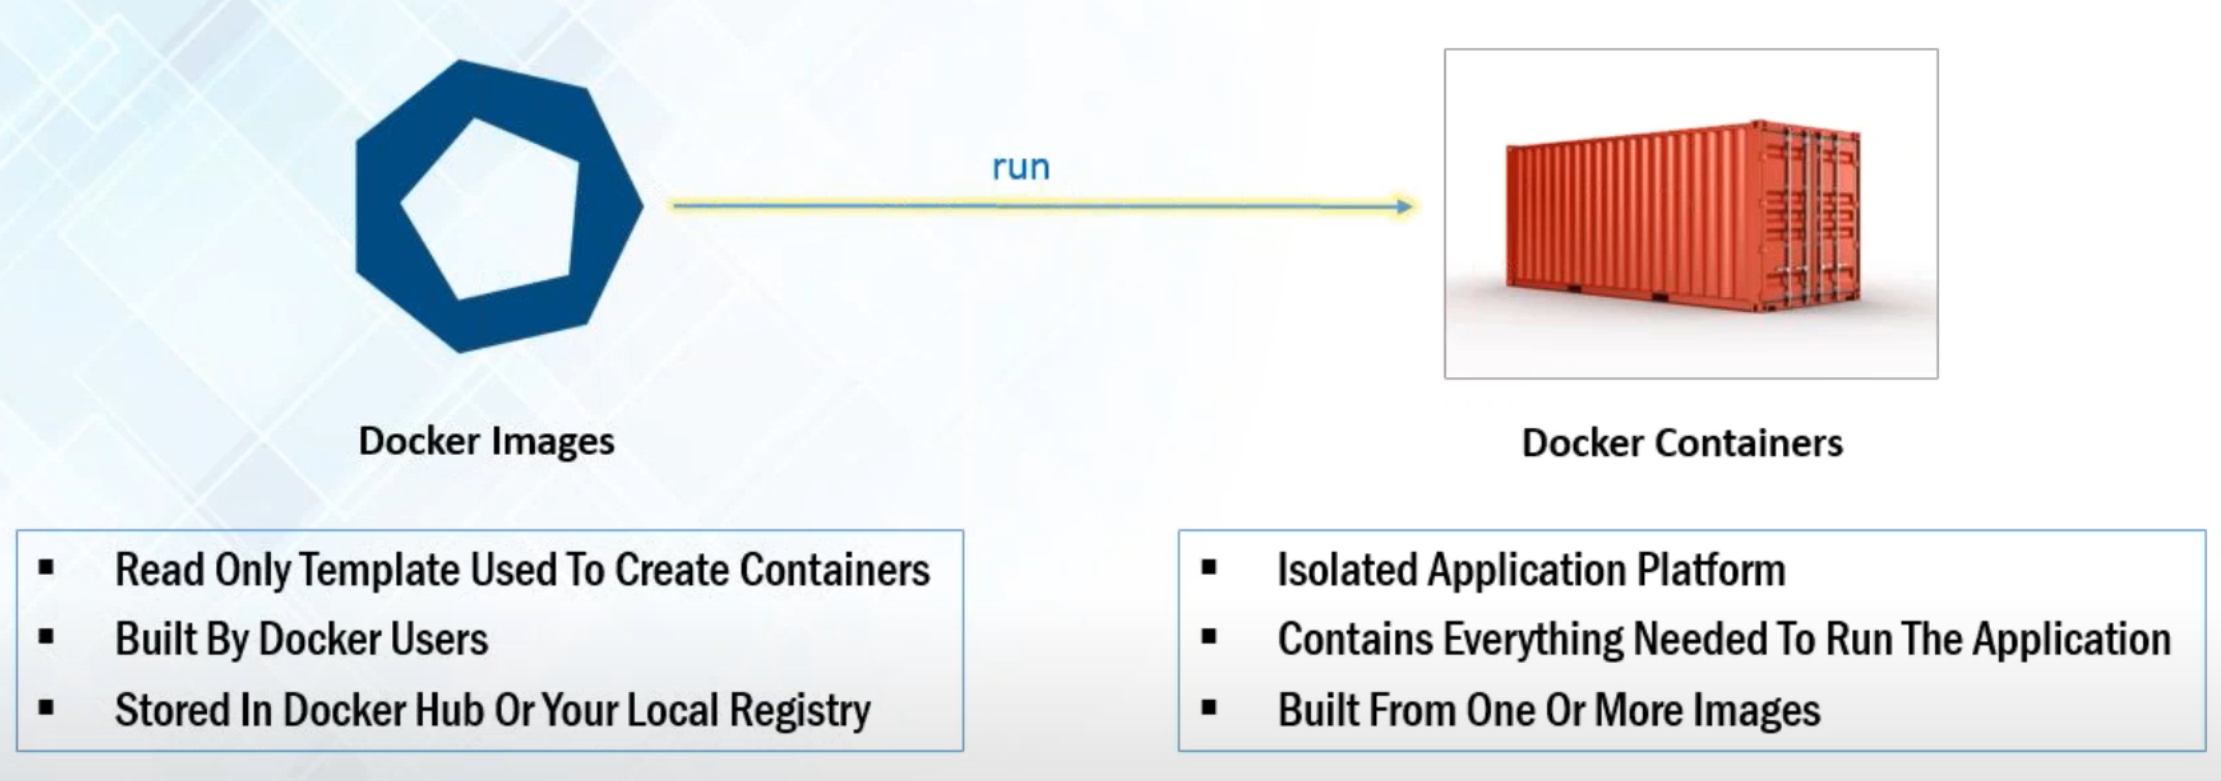 run
Docker Images
Docker Containers
Read Only Template Used To Create Containers
Built By Docker Users
Stored In Docker Hub Or Your Local Registry
Isolated Application Platform
Contains Everything Needed To Run The Application
Built From One Or More Images